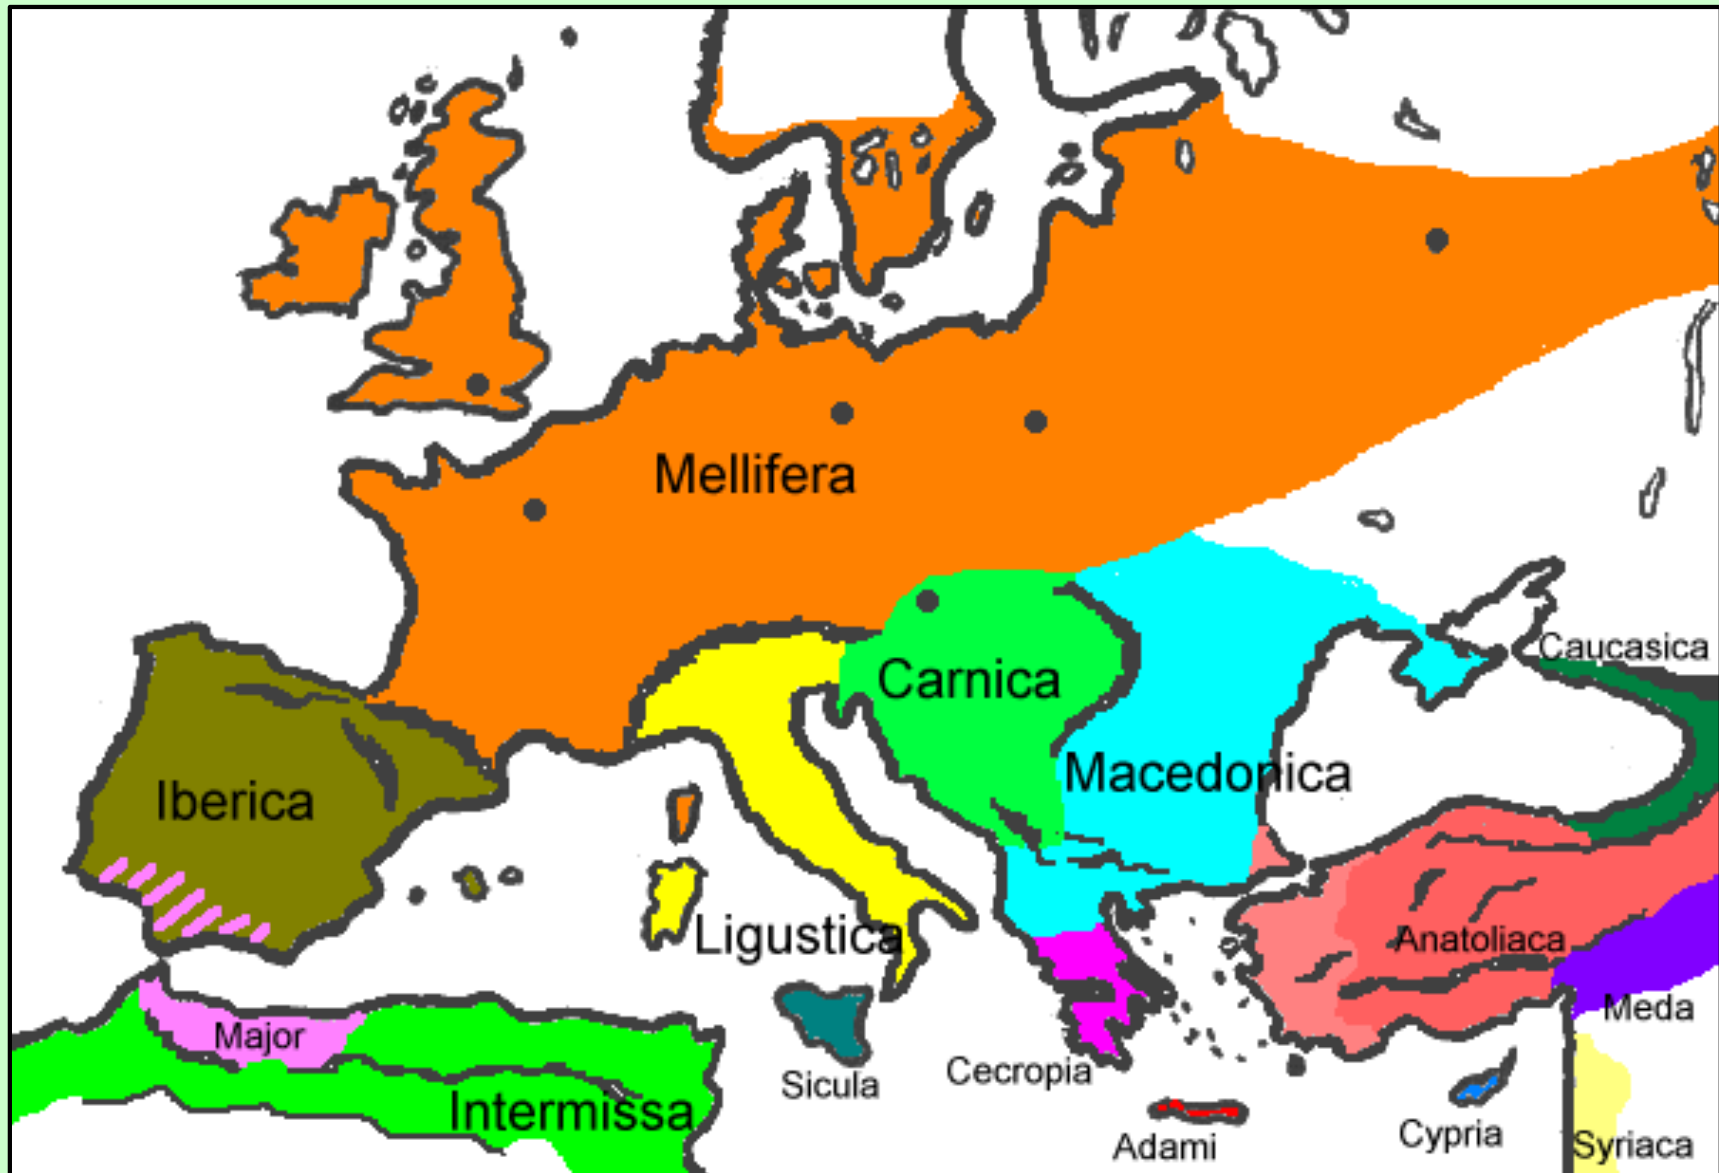 Mellifera
Caucasica
Carnica
Macedonica
Iberica
Ligustica
Anatoliaca
Meda
Major
Sicula
Cecropia
Intermissa
Adami
Cypria
Syriaca